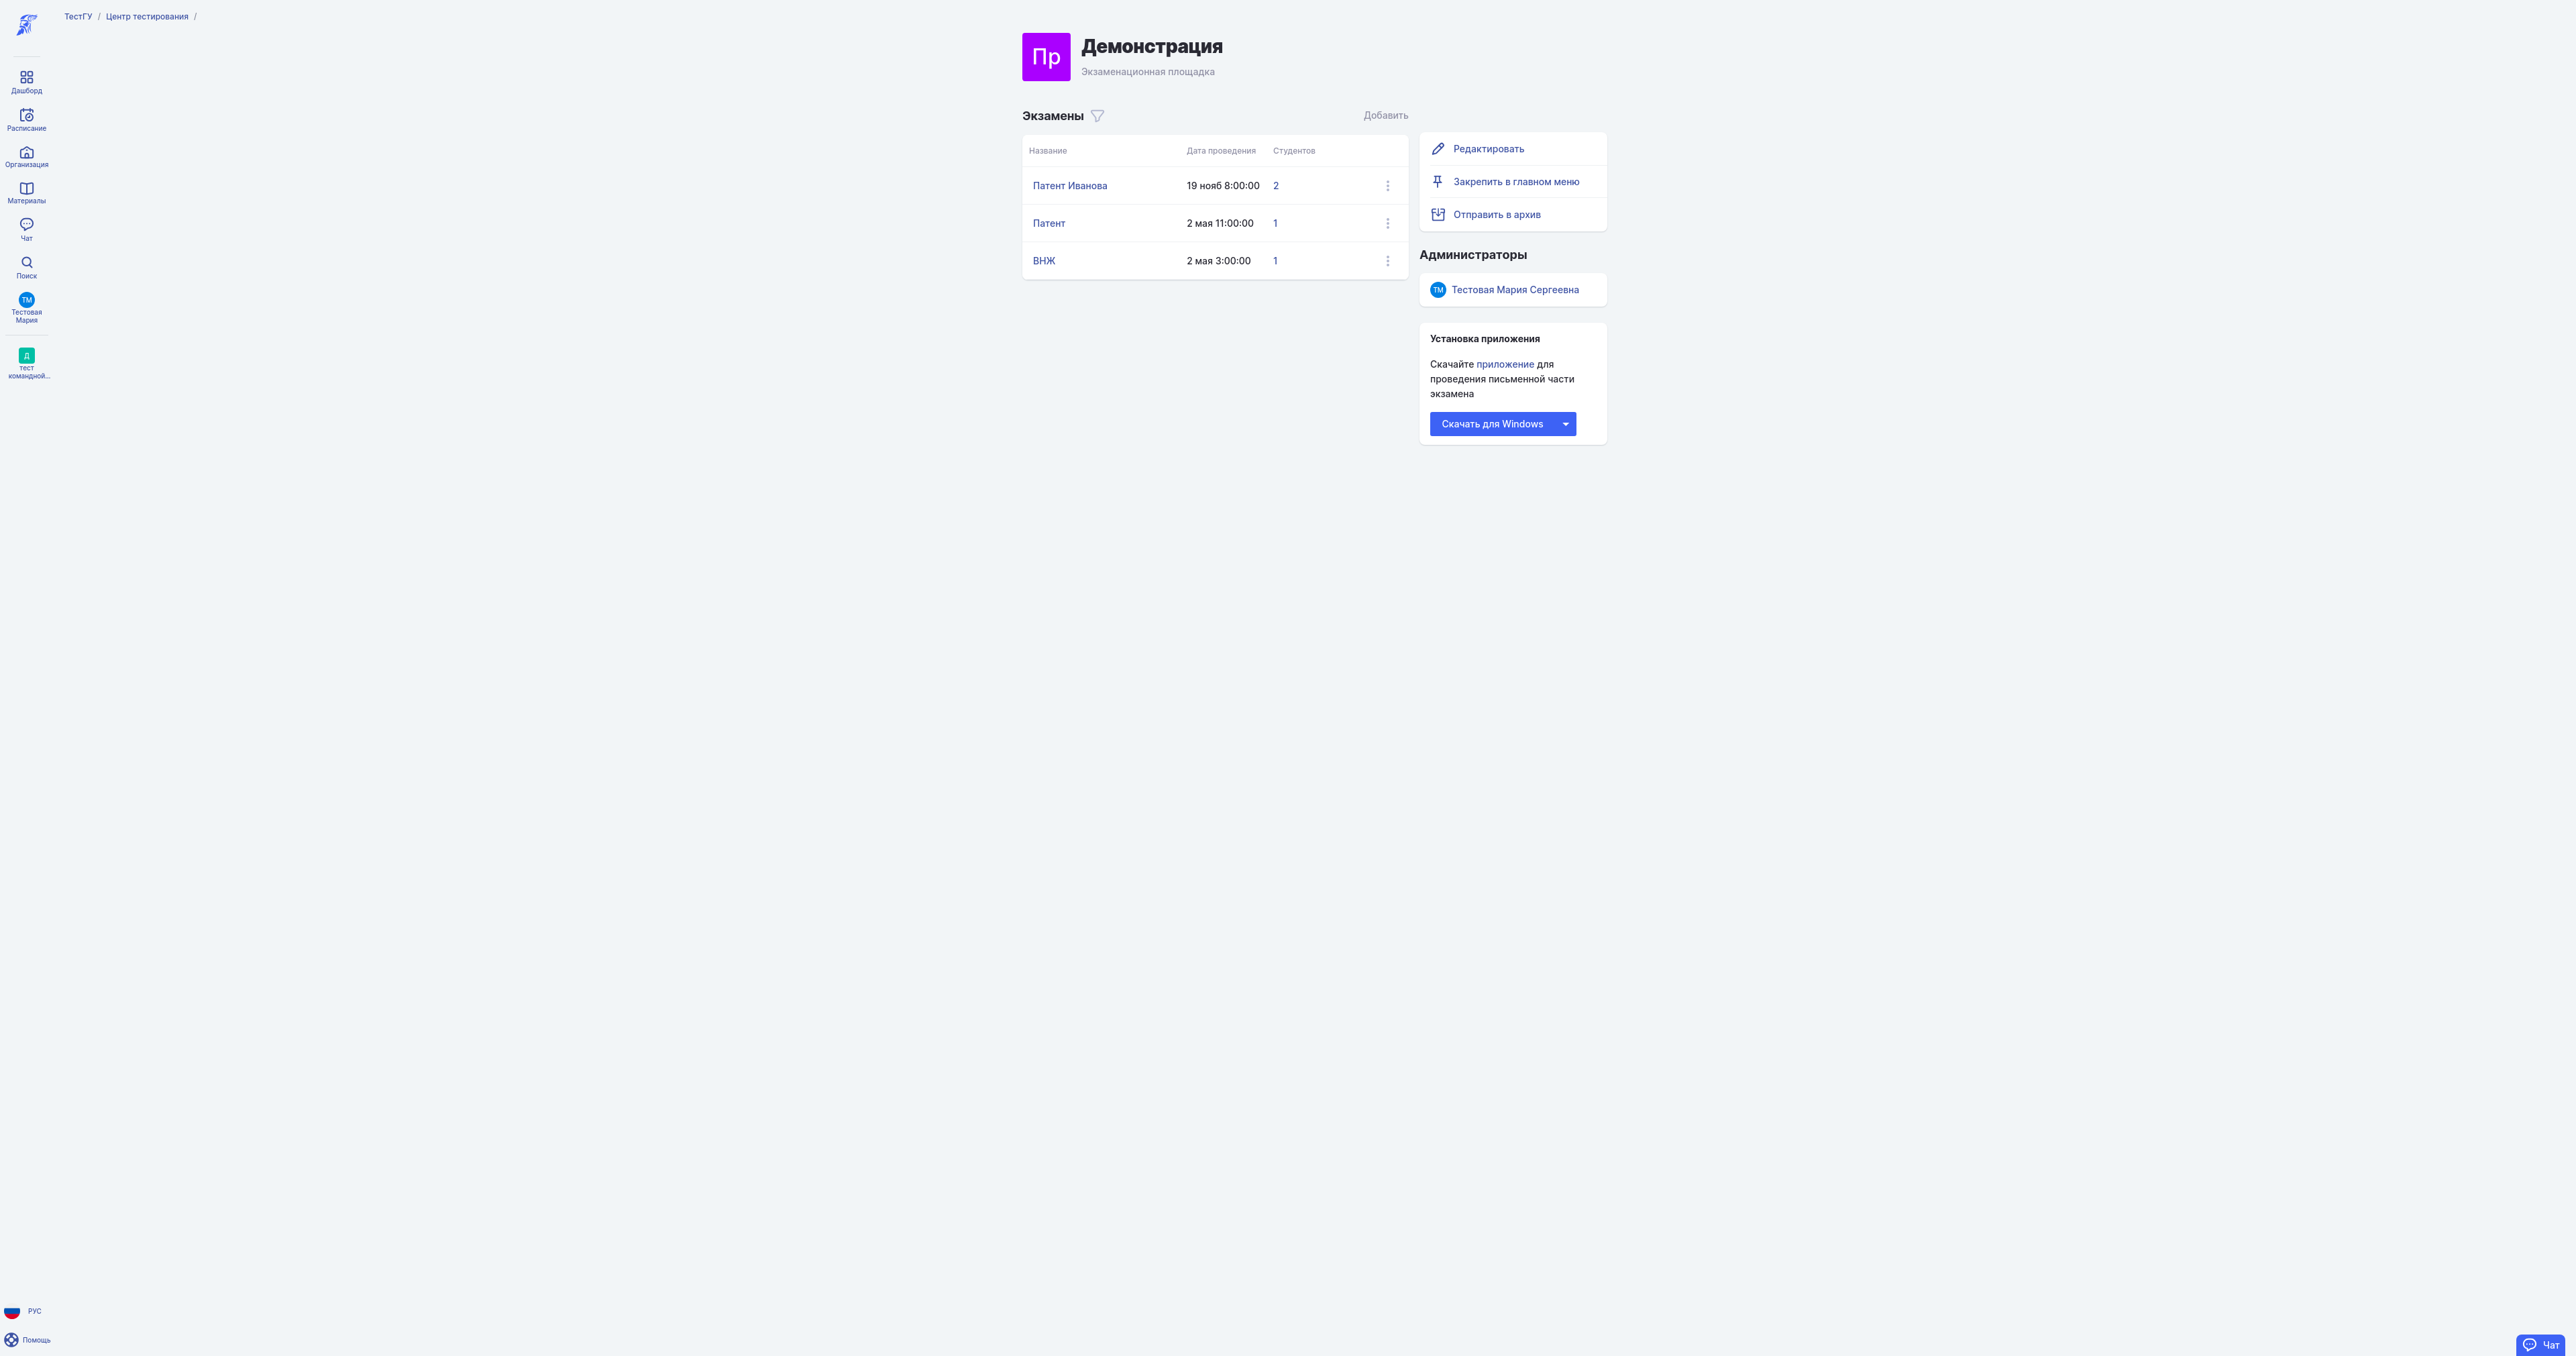 ТестГУ / Центр тестирования /
Дашборд
Расписание
Организация
Материалы
Чат
Поиск
ТМ
Тестовая
Мария
Д
тест
командной...
РУС
Помощь
Пр
Демонстрация
Экзаменационная площадка
Экзамены
Добавить
Название Дата проведения Студентов
Патент Иванова 19 нояб 8:00:00 2
Патент 2 мая 11:00:00 1
ВНЖ 2 мая 3:00:00 1
Редактировать
Закрепить в главном меню
Отправить в архив
Администраторы
ТМ Тестовая Мария Сергеевна
Установка приложения
Скачайте приложение для
проведения письменной части
экзамена
Скачать для Windows
Чат